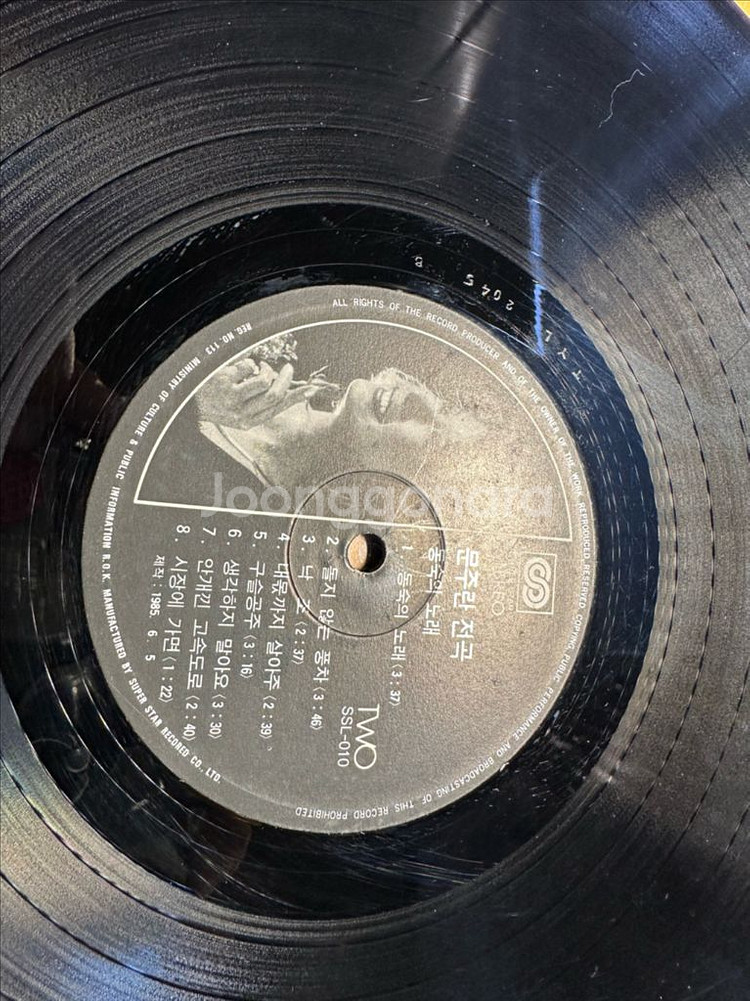 문주란 전곡
동숙의 노래
TWO
SSL-010
1. 동숙의 노래 (3:37)
2. 돌지 않는 풍차 (3:46)
3. 낙 조 (2:37)
4. 내몫까지 살아주 (2:39)
5. 구슬공주 (3:16)
6. 생각하지 말아요 (3:30)
7. 안개낀 고속도로 (2:40)
8. 시장에 가면 (1:22)
제작: 1985. 6. 5
ALL RIGHTS OF THE RECORD PRODUCER AND OF THE OWNER OF THE WORK REPRODUCED RESERVED COPYING PUBLIC PERFORMANCE AND BROADCASTING OF THIS RECORD PROHIBITED
REG. NO. 113 MINISTRY OF CULTURE & PUBLIC INFORMATION R.O.K. MANUFACTURED BY SUPER STAR RECORED CO., LTD.
TYL 2045 B
Joonggonara